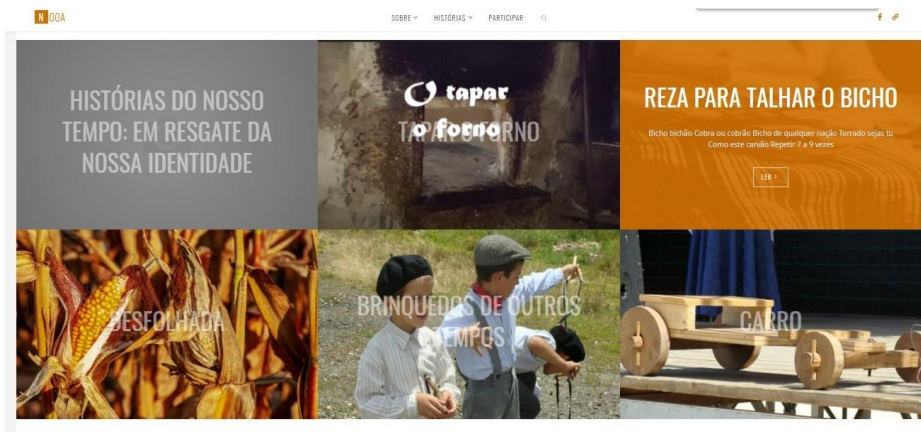 NOOA
SOBRE
HISTÓRIAS
PARTICIPAR
HISTÓRIAS DO NOSSO
TEMPO: EM RESGATE DA
NOSSA IDENTIDADE
O tapar
o forno
TAPAR O FORNO
REZA PARA TALHAR O BICHO
Bicho bichão Cobra ou cobrão Bicho de qualquer nação Torrado sejas tu
Como este carvão Repetir 7 a 9 vezes
LER ›
DESFOLHADA
BRINQUEDOS DE OUTROS
TEMPOS
CARRO